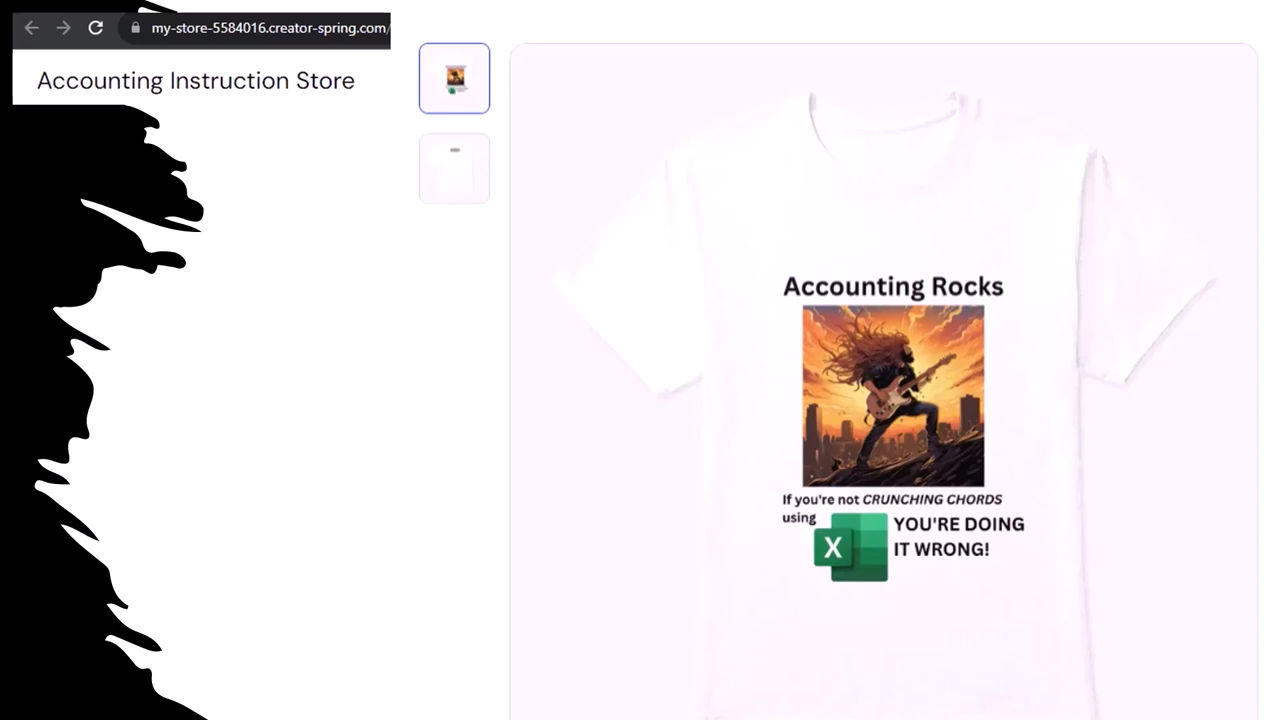 my-store-5584016.creator-spring.com/
Accounting Instruction Store
Accounting Rocks
If you're not CRUNCHING CHORDS
using
X
YOU'RE DOING
IT WRONG!